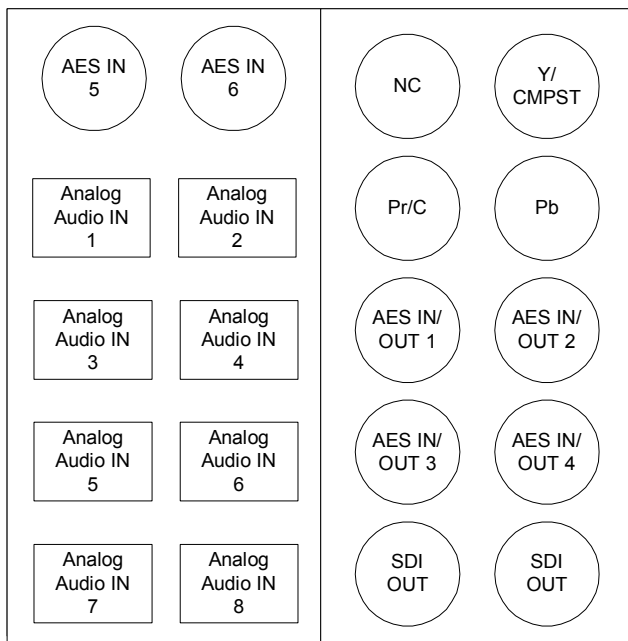 AES IN
5
AES IN
6
Analog
Audio IN
1
Analog
Audio IN
2
Analog
Audio IN
3
Analog
Audio IN
4
Analog
Audio IN
5
Analog
Audio IN
6
Analog
Audio IN
7
Analog
Audio IN
8
NC
Y/
CMPST
Pr/C
Pb
AES IN/
OUT 1
AES IN/
OUT 2
AES IN/
OUT 3
AES IN/
OUT 4
SDI
OUT
SDI
OUT